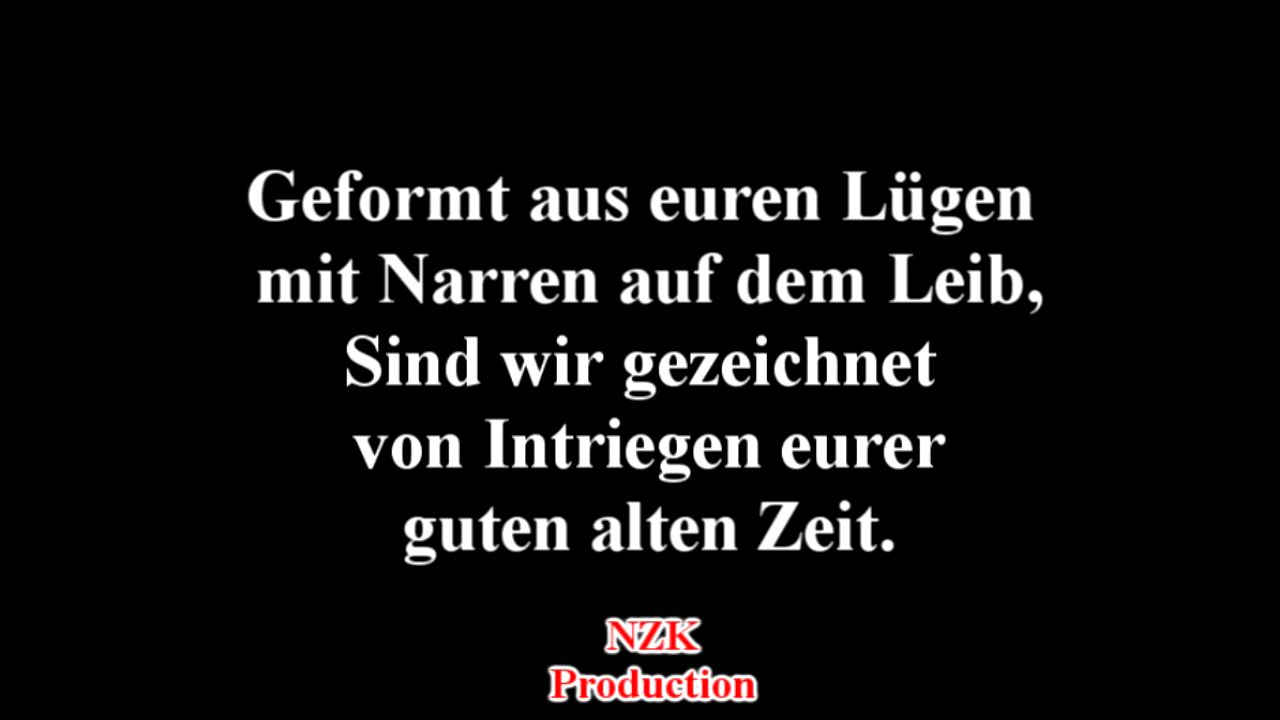 Geformt aus euren Lügen
mit Narren auf dem Leib,
Sind wir gezeichnet
von Intriegen eurer
guten alten Zeit.
NZK
Production